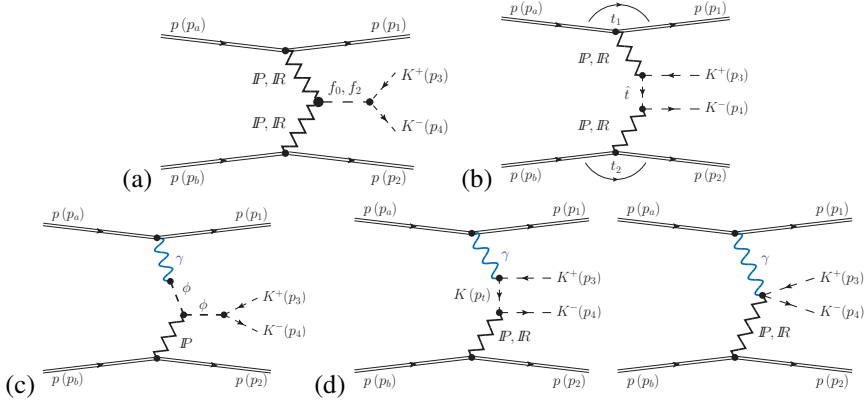 p (p_a) p (p_1)
IP, IR
f_0, f_2
K^+(p_3)
K^-(p_4)
IP, IR
p (p_b) p (p_2)
(a)
p (p_a) t_1 p (p_1)
IP, IR
K^+(p_3)
t̂
K^-(p_4)
IP, IR
p (p_b) t_2 p (p_2)
(b)
p (p_a) p (p_1)
γ
ϕ
ϕ
K^+(p_3)
K^-(p_4)
IP
p (p_b) p (p_2)
(c)
p (p_a) p (p_1)
γ
K^+(p_3)
K (p_t)
K^-(p_4)
IP, IR
p (p_b) p (p_2)
(d)
p (p_a) p (p_1)
γ
K^+(p_3)
K^-(p_4)
IP, IR
p (p_b) p (p_2)